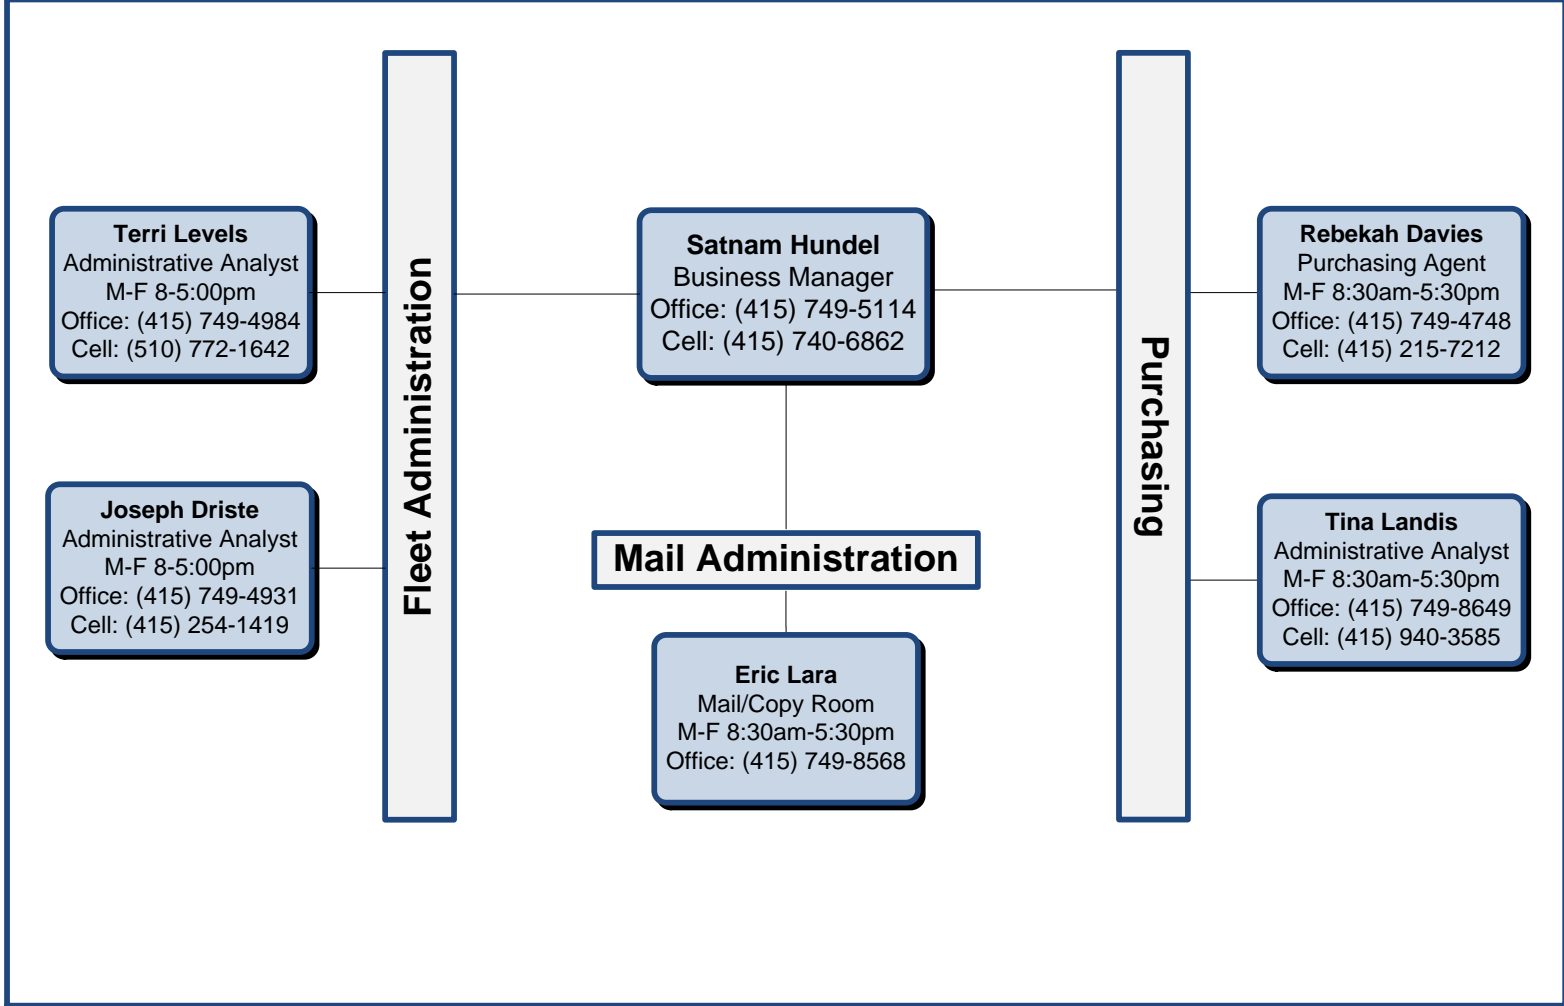 Fleet Administration
Terri Levels
Administrative Analyst
M-F 8-5:00pm
Office: (415) 749-4984
Cell: (510) 772-1642
Joseph Driste
Administrative Analyst
M-F 8-5:00pm
Office: (415) 749-4931
Cell: (415) 254-1419
Satnam Hundel
Business Manager
Office: (415) 749-5114
Cell: (415) 740-6862
Mail Administration
Eric Lara
Mail/Copy Room
M-F 8:30am-5:30pm
Office: (415) 749-8568
Purchasing
Rebekah Davies
Purchasing Agent
M-F 8:30am-5:30pm
Office: (415) 749-4748
Cell: (415) 215-7212
Tina Landis
Administrative Analyst
M-F 8:30am-5:30pm
Office: (415) 749-8649
Cell: (415) 940-3585